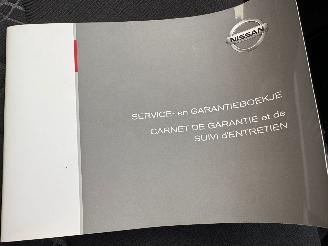 NISSAN
SERVICE- en GARANTIEBOEKJE
CARNET DE GARANTIE et de
SUIVI d'ENTRETIEN